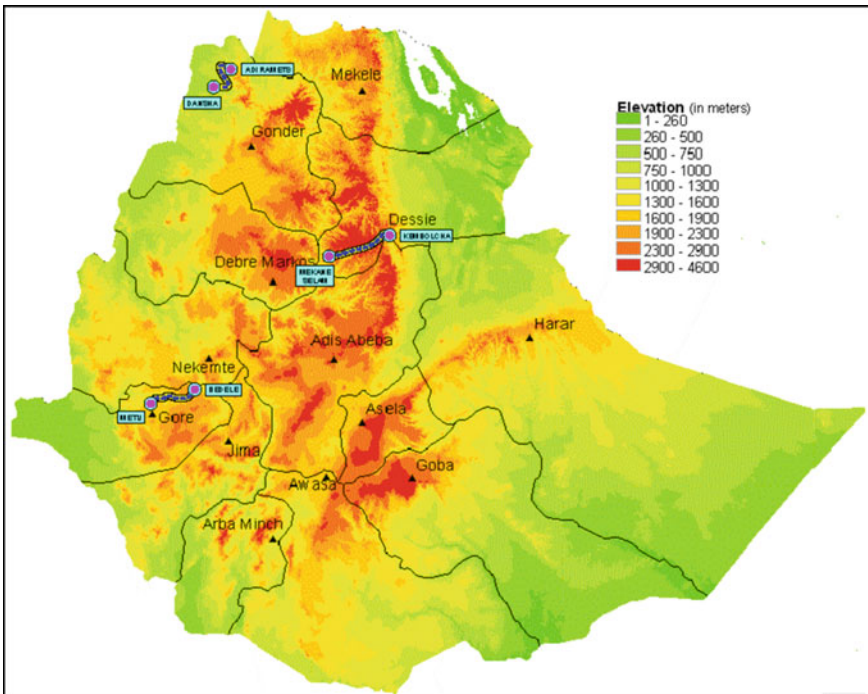 ADI RAMETS
DANSHA
Mekele
Gonder
Elevation (in meters)
1 - 260
260 - 500
500 - 750
750 - 1000
1000 - 1300
1300 - 1600
1600 - 1900
1900 - 2300
2300 - 2900
2900 - 4600
Dessie
KEMBOLCHA
Debre Markos
MEKANE
SELAM
Harar
Adis Abeba
Nekemte
BEDELE
METU
Gore
Asela
Jima
Goba
Awasa
Arba Minch